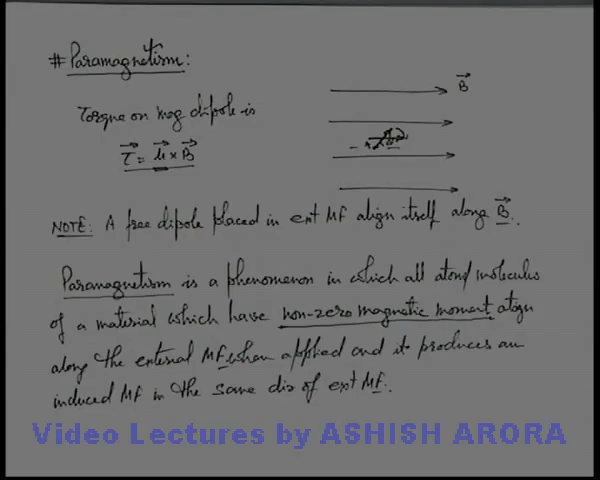 # Paramagnetism:
B
Torque on mag dipole is
τ = μ × B
NOTE: A free dipole placed in ext MF align itself along B.
Paramagnetism is a phenomenon in which all atom/molecules
of a material which have non-zero magnetic moment align
along the external MF when applied and it produces an
induced MF in the same dir of ext MF.
Video Lectures by ASHISH ARORA